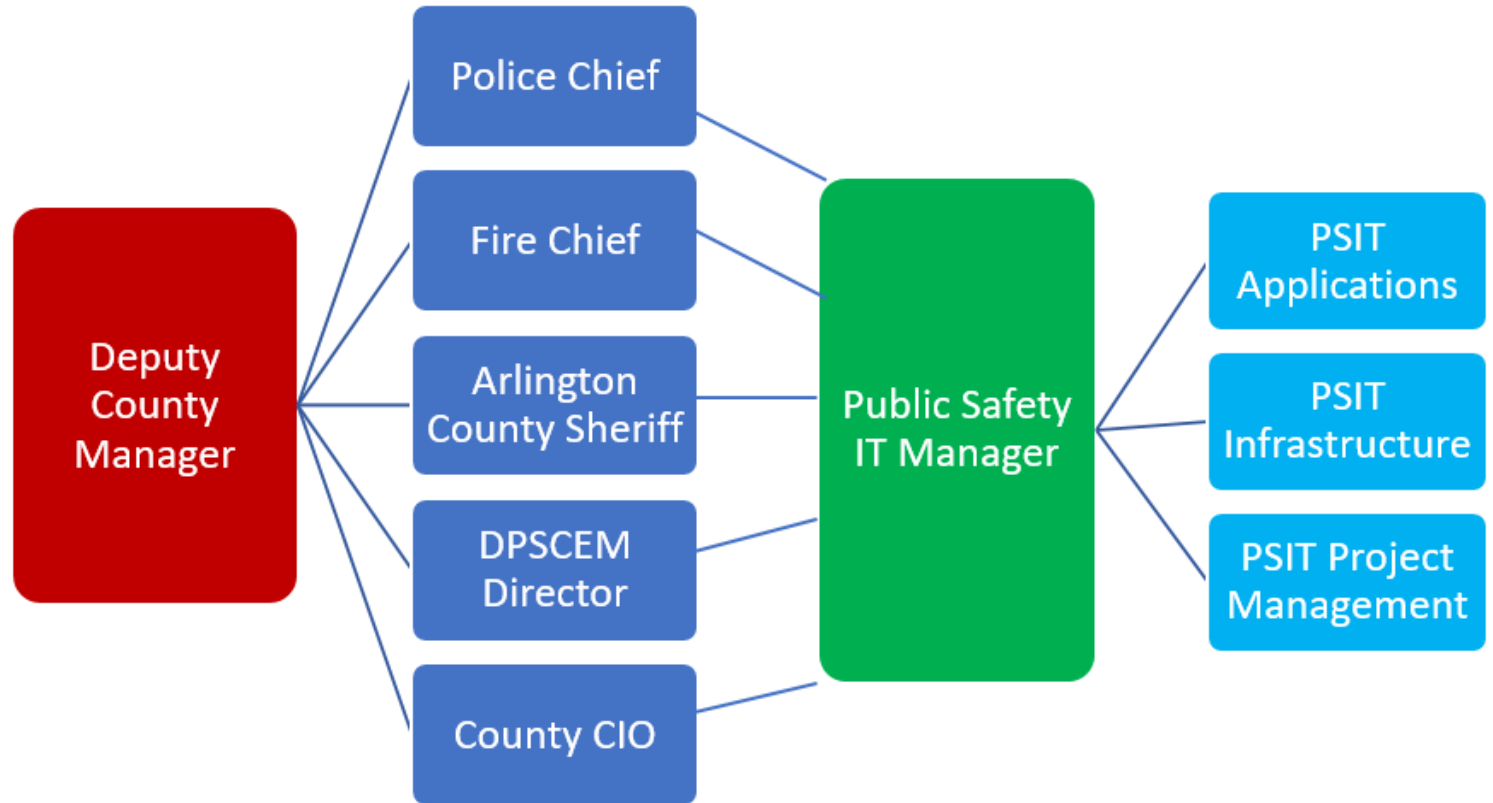 Police Chief
Fire Chief
Deputy
County
Manager
Arlington
County Sheriff
DPSCEM
Director
County CIO
Public Safety
IT Manager
PSIT
Applications
PSIT
Infrastructure
PSIT Project
Management